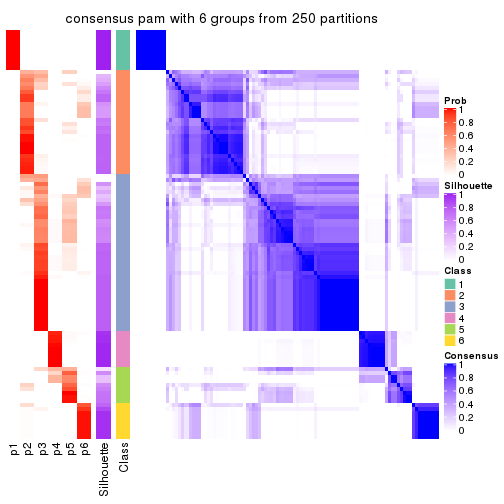 consensus pam with 6 groups from 250 partitions
Prob
1
0.8
0.6
0.4
0.2
0
Silhouette
1
0.8
0.6
0.4
0.2
0
Class
1
2
3
4
5
6
Consensus
1
0.8
0.6
0.4
0.2
0
p1
p2
p3
p4
p5
p6
Silhouette
Class